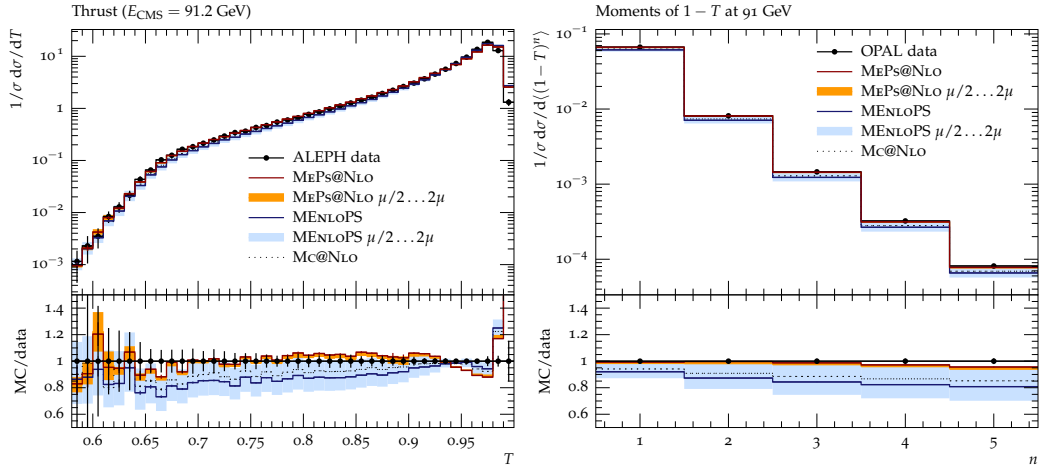 Thrust (E_CMS = 91.2 GeV)
1/σ dσ/dT
10^1
1
10^−1
10^−2
10^−3
ALEPH data
MEPS@NLO
MEPS@NLO μ/2...2μ
MENLOPS
MENLOPS μ/2...2μ
MC@NLO
MC/data
1.4
1.2
1
0.8
0.6
0.6 0.65 0.7 0.75 0.8 0.85 0.9 0.95
T
Moments of 1 − T at 91 GeV
1/σ dσ/d⟨(1 − T)^n⟩
10^−1
10^−2
10^−3
10^−4
OPAL data
MEPS@NLO
MEPS@NLO μ/2...2μ
MENLOPS
MENLOPS μ/2...2μ
MC@NLO
MC/data
1.4
1.2
1
0.8
0.6
1 2 3 4 5
n